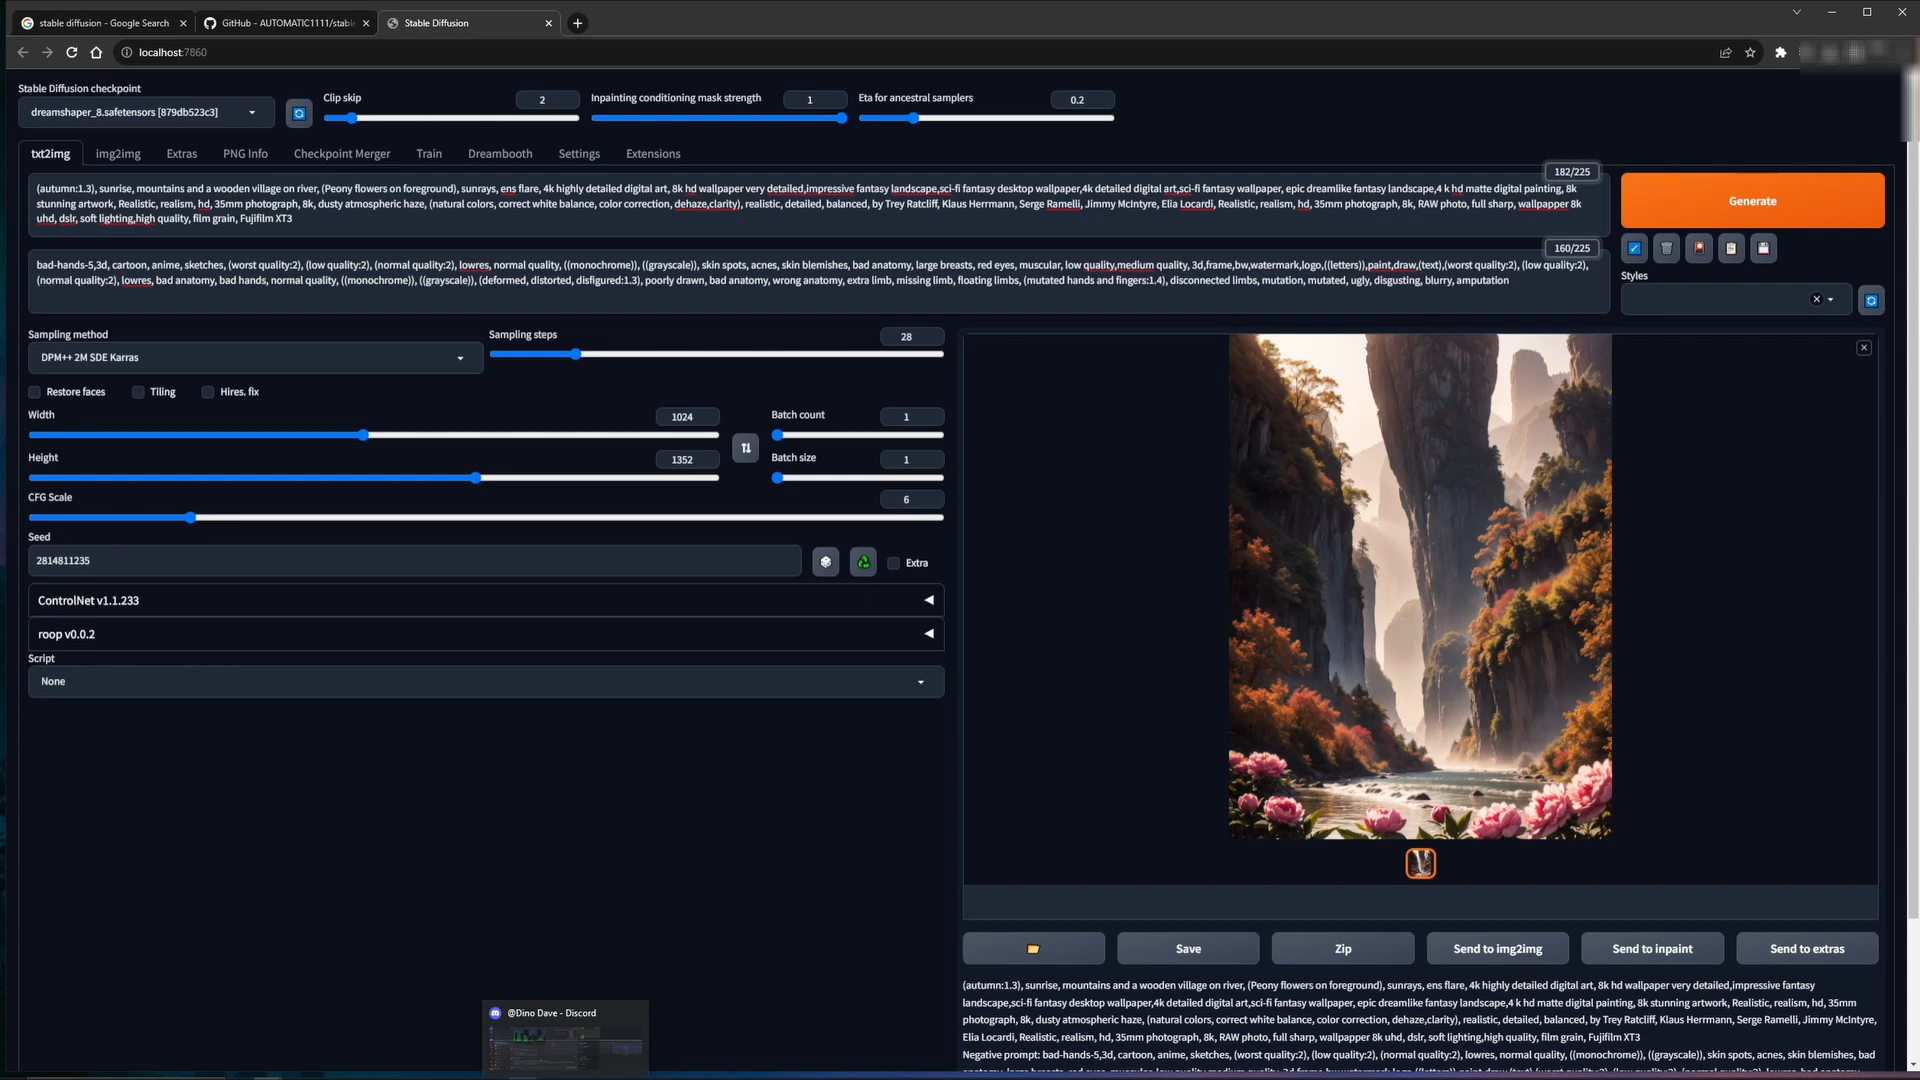 stable diffusion - Google Search
GitHub - AUTOMATIC1111/stabl
Stable Diffusion
localhost:7860
Stable Diffusion checkpoint
dreamshaper_8.safetensors [879db523c3]
Clip skip
2
Inpainting conditioning mask strength
1
Eta for ancestral samplers
0.2
txt2img
img2img
Extras
PNG Info
Checkpoint Merger
Train
Dreambooth
Settings
Extensions
182/225
(autumn:1.3), sunrise, mountains and a wooden village on river, (Peony flowers on foreground), sunrays, ens flare, 4k highly detailed digital art, 8k hd wallpaper very detailed,impressive fantasy landscape,sci-fi fantasy desktop wallpaper,4k detailed digital art,sci-fi fantasy wallpaper, epic dreamlike fantasy landscape,4 k hd matte digital painting, 8k
stunning artwork, Realistic, realism, hd, 35mm photograph, 8k, dusty atmospheric haze, (natural colors, correct white balance, color correction, dehaze,clarity), realistic, detailed, balanced, by Trey Ratcliff, Klaus Herrmann, Serge Ramelli, Jimmy McIntyre, Elia Locardi, Realistic, realism, hd, 35mm photograph, 8k, RAW photo, full sharp, wallpapper 8k
uhd, dslr, soft lighting,high quality, film grain, Fujifilm XT3
Generate
160/225
bad-hands-5,3d, cartoon, anime, sketches, (worst quality:2), (low quality:2), (normal quality:2), lowres, normal quality, ((monochrome)), ((grayscale)), skin spots, acnes, skin blemishes, bad anatomy, large breasts, red eyes, muscular, low quality,medium quality, 3d,frame,bw,watermark,logo,((letters)),paint,draw,(text),(worst quality:2), (low quality:2),
(normal quality:2), lowres, bad anatomy, bad hands, normal quality, ((monochrome)), ((grayscale)), (deformed, distorted, disfigured:1.3), poorly drawn, bad anatomy, wrong anatomy, extra limb, missing limb, floating limbs, (mutated hands and fingers:1.4), disconnected limbs, mutation, mutated, ugly, disgusting, blurry, amputation
Styles
Sampling method
DPM++ 2M SDE Karras
Sampling steps
28
Restore faces
Tiling
Hires. fix
Width
1024
Batch count
1
Height
1352
Batch size
1
CFG Scale
6
Seed
2814811235
Extra
ControlNet v1.1.233
roop v0.0.2
Script
None
Save
Zip
Send to img2img
Send to inpaint
Send to extras
(autumn:1.3), sunrise, mountains and a wooden village on river, (Peony flowers on foreground), sunrays, ens flare, 4k highly detailed digital art, 8k hd wallpaper very detailed,impressive fantasy
landscape,sci-fi fantasy desktop wallpaper,4k detailed digital art,sci-fi fantasy wallpaper, epic dreamlike fantasy landscape,4 k hd matte digital painting, 8k stunning artwork, Realistic, realism, hd, 35mm
photograph, 8k, dusty atmospheric haze, (natural colors, correct white balance, color correction, dehaze,clarity), realistic, detailed, balanced, by Trey Ratcliff, Klaus Herrmann, Serge Ramelli, Jimmy McIntyre,
Elia Locardi, Realistic, realism, hd, 35mm photograph, 8k, RAW photo, full sharp, wallpapper 8k uhd, dslr, soft lighting,high quality, film grain, Fujifilm XT3
Negative prompt: bad-hands-5,3d, cartoon, anime, sketches, (worst quality:2), (low quality:2), (normal quality:2), lowres, normal quality, ((monochrome)), ((grayscale)), skin spots, acnes, skin blemishes, bad
@Dino Dave - Discord